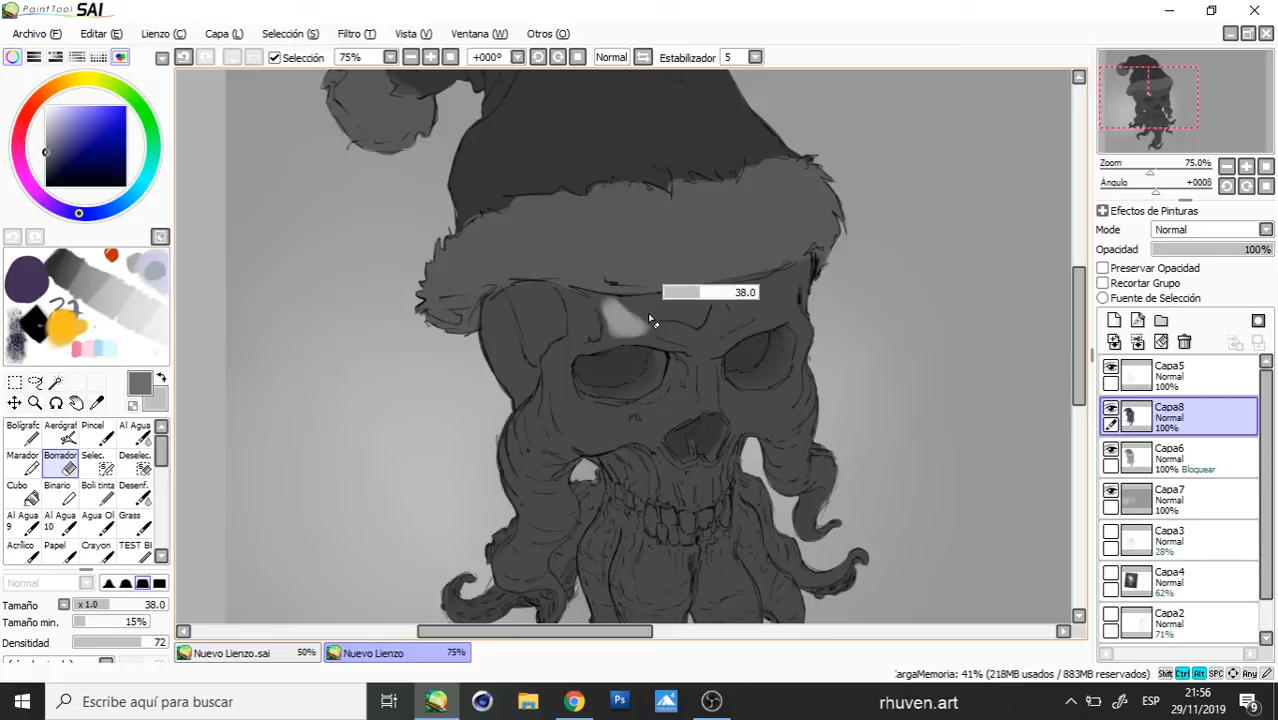 PaintTool SAI
Archivo (F) Editar (E) Lienzo (C) Capa (L) Selección (S) Filtro (T) Vista (V) Ventana (W) Otros (O)
Selección 75% +000º Normal Estabilizador 5
Zoom 75.0%
Ángulo +000ß
Efectos de Pinturas
Mode Normal
Opacidad 100%
Preservar Opacidad
Recortar Grupo
Fuente de Selección
38.0
Capa5
Normal
100%
Capa8
Normal
100%
Capa6
Normal
100% Bloquear
Capa7
Normal
100%
Capa3
Normal
28%
Capa4
Normal
62%
Capa2
Normal
71%
Bolígrafc Aerógraf Pincel Al Agua
Marador Borrador Selec. Deselec.
Cubo Binario Boli tinta Desenf.
Al Agua 9 Al Agua 10 Agua Ol Grass
Acrílico Papel Crayon TEST BI
Normal
Tamaño x 1.0 38.0
Tamaño min. 15%
Densitidad 72
Nuevo Lienzo.sai 50% Nuevo Lienzo 75%
:argaMemoria: 41% (218MB usados / 883MB reservados) Shift Ctrl Alt SPC Any
Escribe aquí para buscar
rhuven.art
ESP
21:56
29/11/2019
9